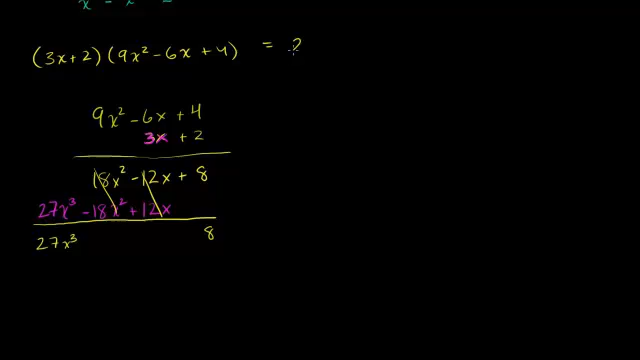 (3x+2)(9x² - 6x + 4) = ?
9x² - 6x + 4
3x + 2
18x² - 12x + 8
27x³ - 18x² + 12x
27x³ 8